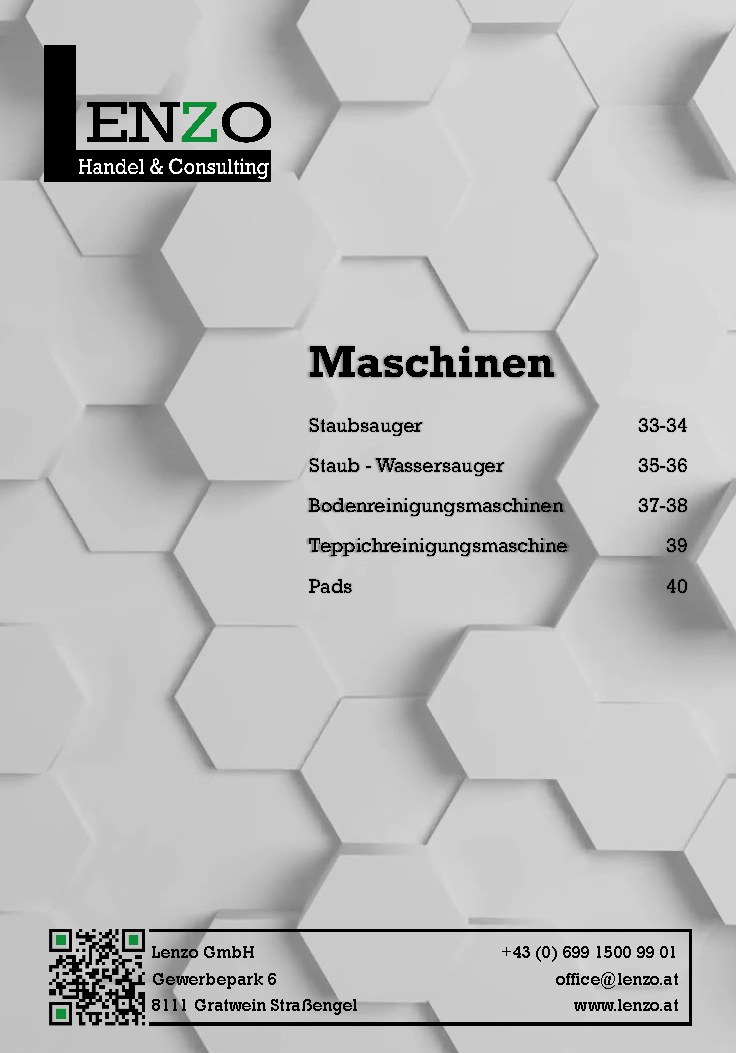 LENZO
Handel & Consulting
Maschinen
Staubsauger 33-34
Staub - Wassersauger 35-36
Bodenreinigungsmaschinen 37-38
Teppichreinigungsmaschine 39
Pads 40
Lenzo GmbH +43 (0) 699 1500 99 01
Gewerbepark 6 office@lenzo.at
8111 Gratwein Straßengel www.lenzo.at